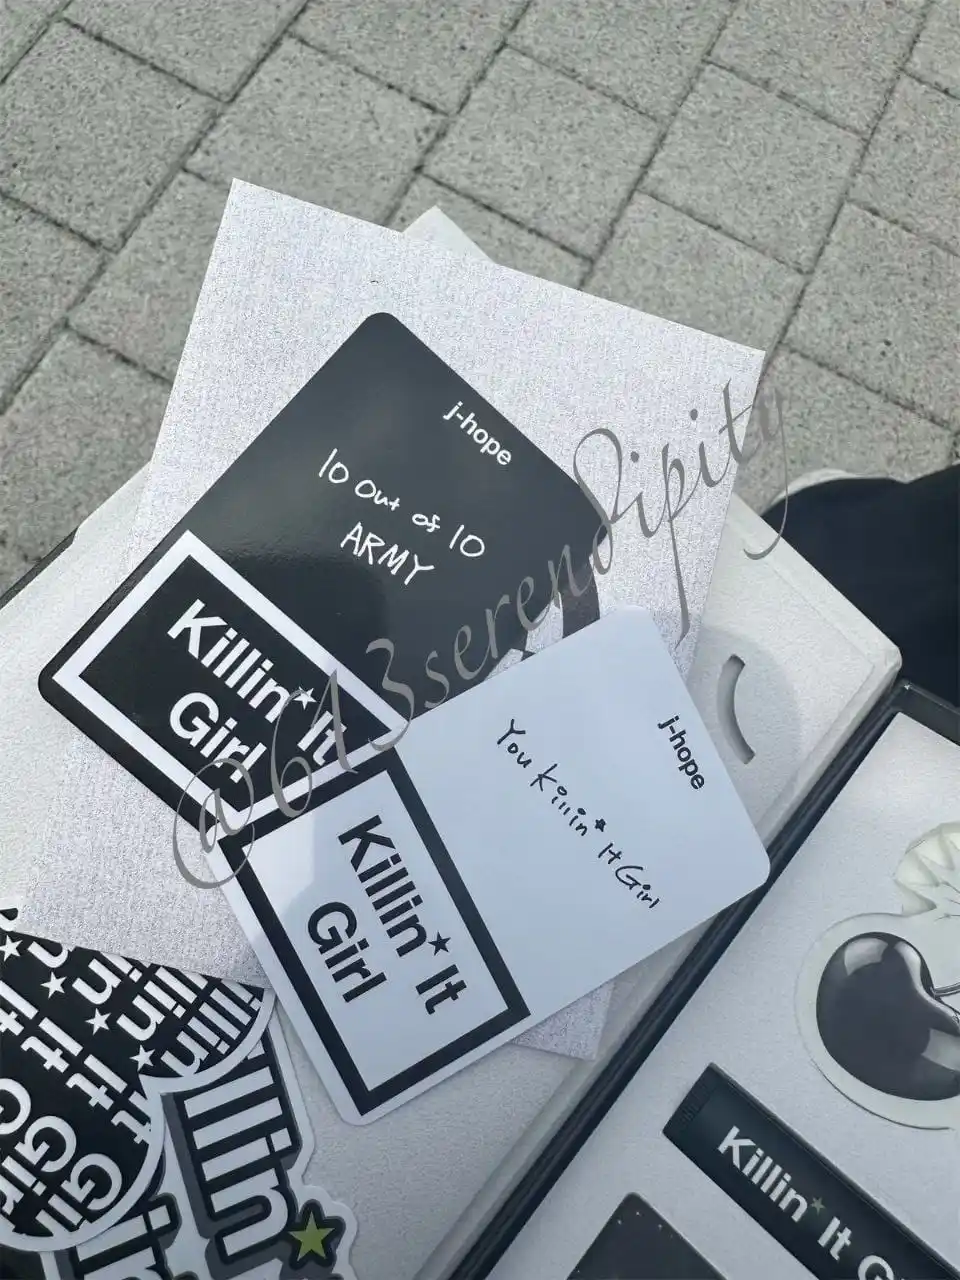 j-hope
10 Out of 10
ARMY
Killin' It
Girl
@613serendipity
j-hope
You Killin' It Girl
Killin' It
Girl
Killin' It G